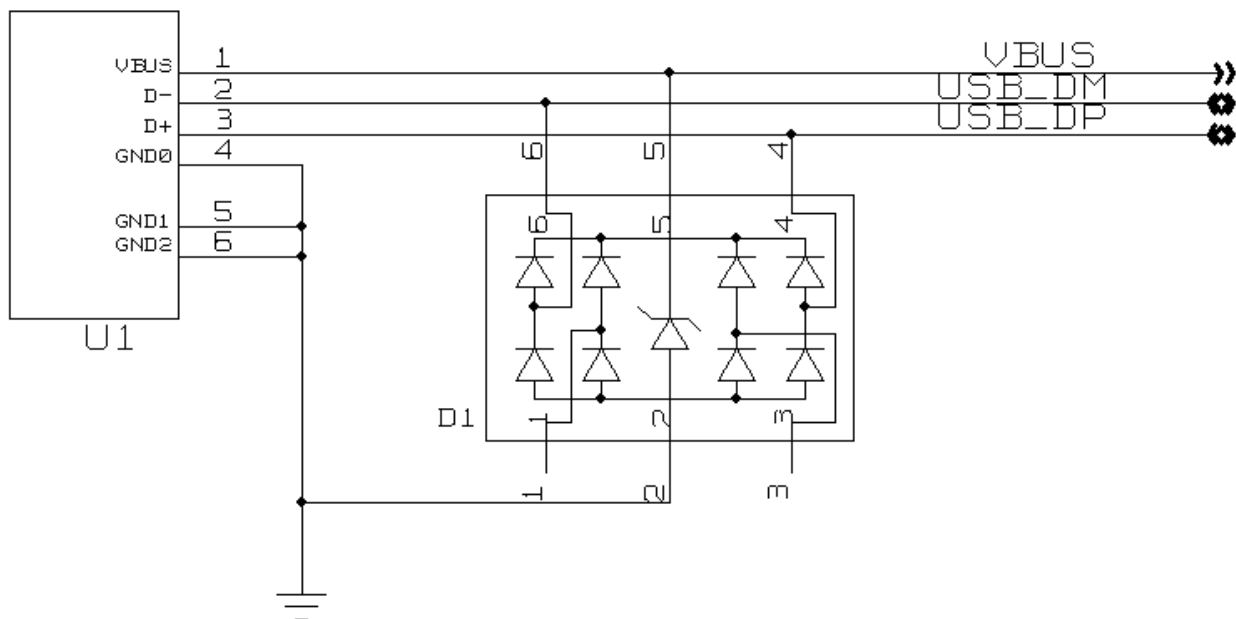 VBUS 1 VBUS
D- 2 USB_DM
D+ 3 USB_DP
GND0 4 6 5 4
GND1 5 6 5 4
GND2 6
U1
D1 1 2 3
1 2 3